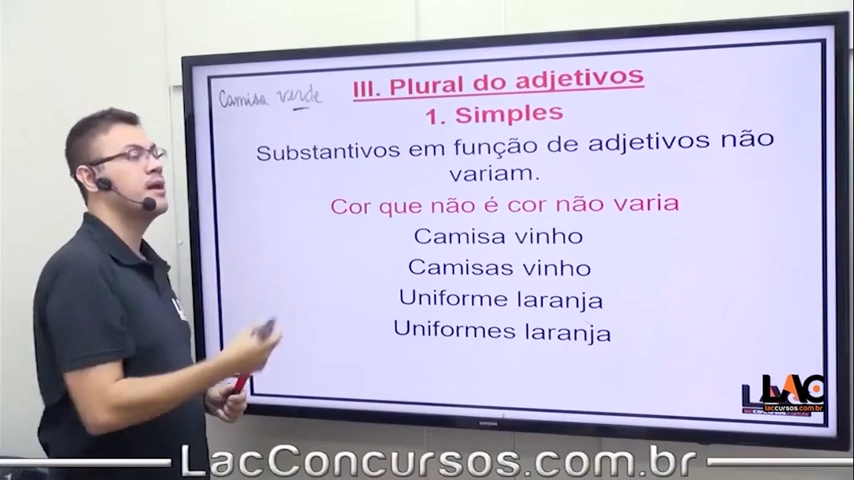 Camisa verde
III. Plural do adjetivos
1. Simples
Substantivos em função de adjetivos não
variam.
Cor que não é cor não varia
Camisa vinho
Camisas vinho
Uniforme laranja
Uniformes laranja
LAC
laccursos.com.br
LacConcursos.com.br